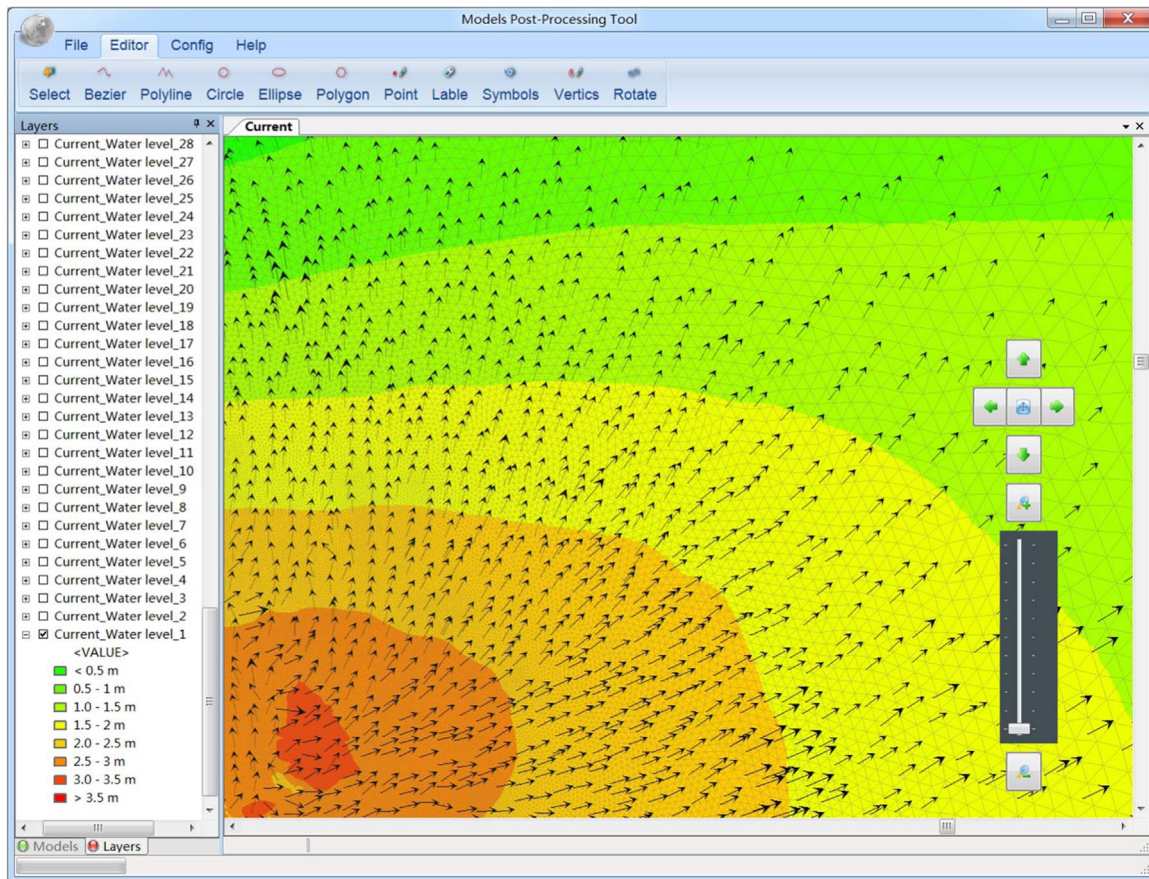 Models Post-Processing Tool
File Editor Config Help
Select Bezier Polyline Circle Ellipse Polygon Point Lable Symbols Vertics Rotate
Layers
Current
Current_Water level_28
Current_Water level_27
Current_Water level_26
Current_Water level_25
Current_Water level_24
Current_Water level_23
Current_Water level_22
Current_Water level_21
Current_Water level_20
Current_Water level_19
Current_Water level_18
Current_Water level_17
Current_Water level_16
Current_Water level_15
Current_Water level_14
Current_Water level_13
Current_Water level_12
Current_Water level_11
Current_Water level_10
Current_Water level_9
Current_Water level_8
Current_Water level_7
Current_Water level_6
Current_Water level_5
Current_Water level_4
Current_Water level_3
Current_Water level_2
Current_Water level_1
<VALUE>
< 0.5 m
0.5 - 1 m
1.0 - 1.5 m
1.5 - 2 m
2.0 - 2.5 m
2.5 - 3 m
3.0 - 3.5 m
> 3.5 m
Models Layers